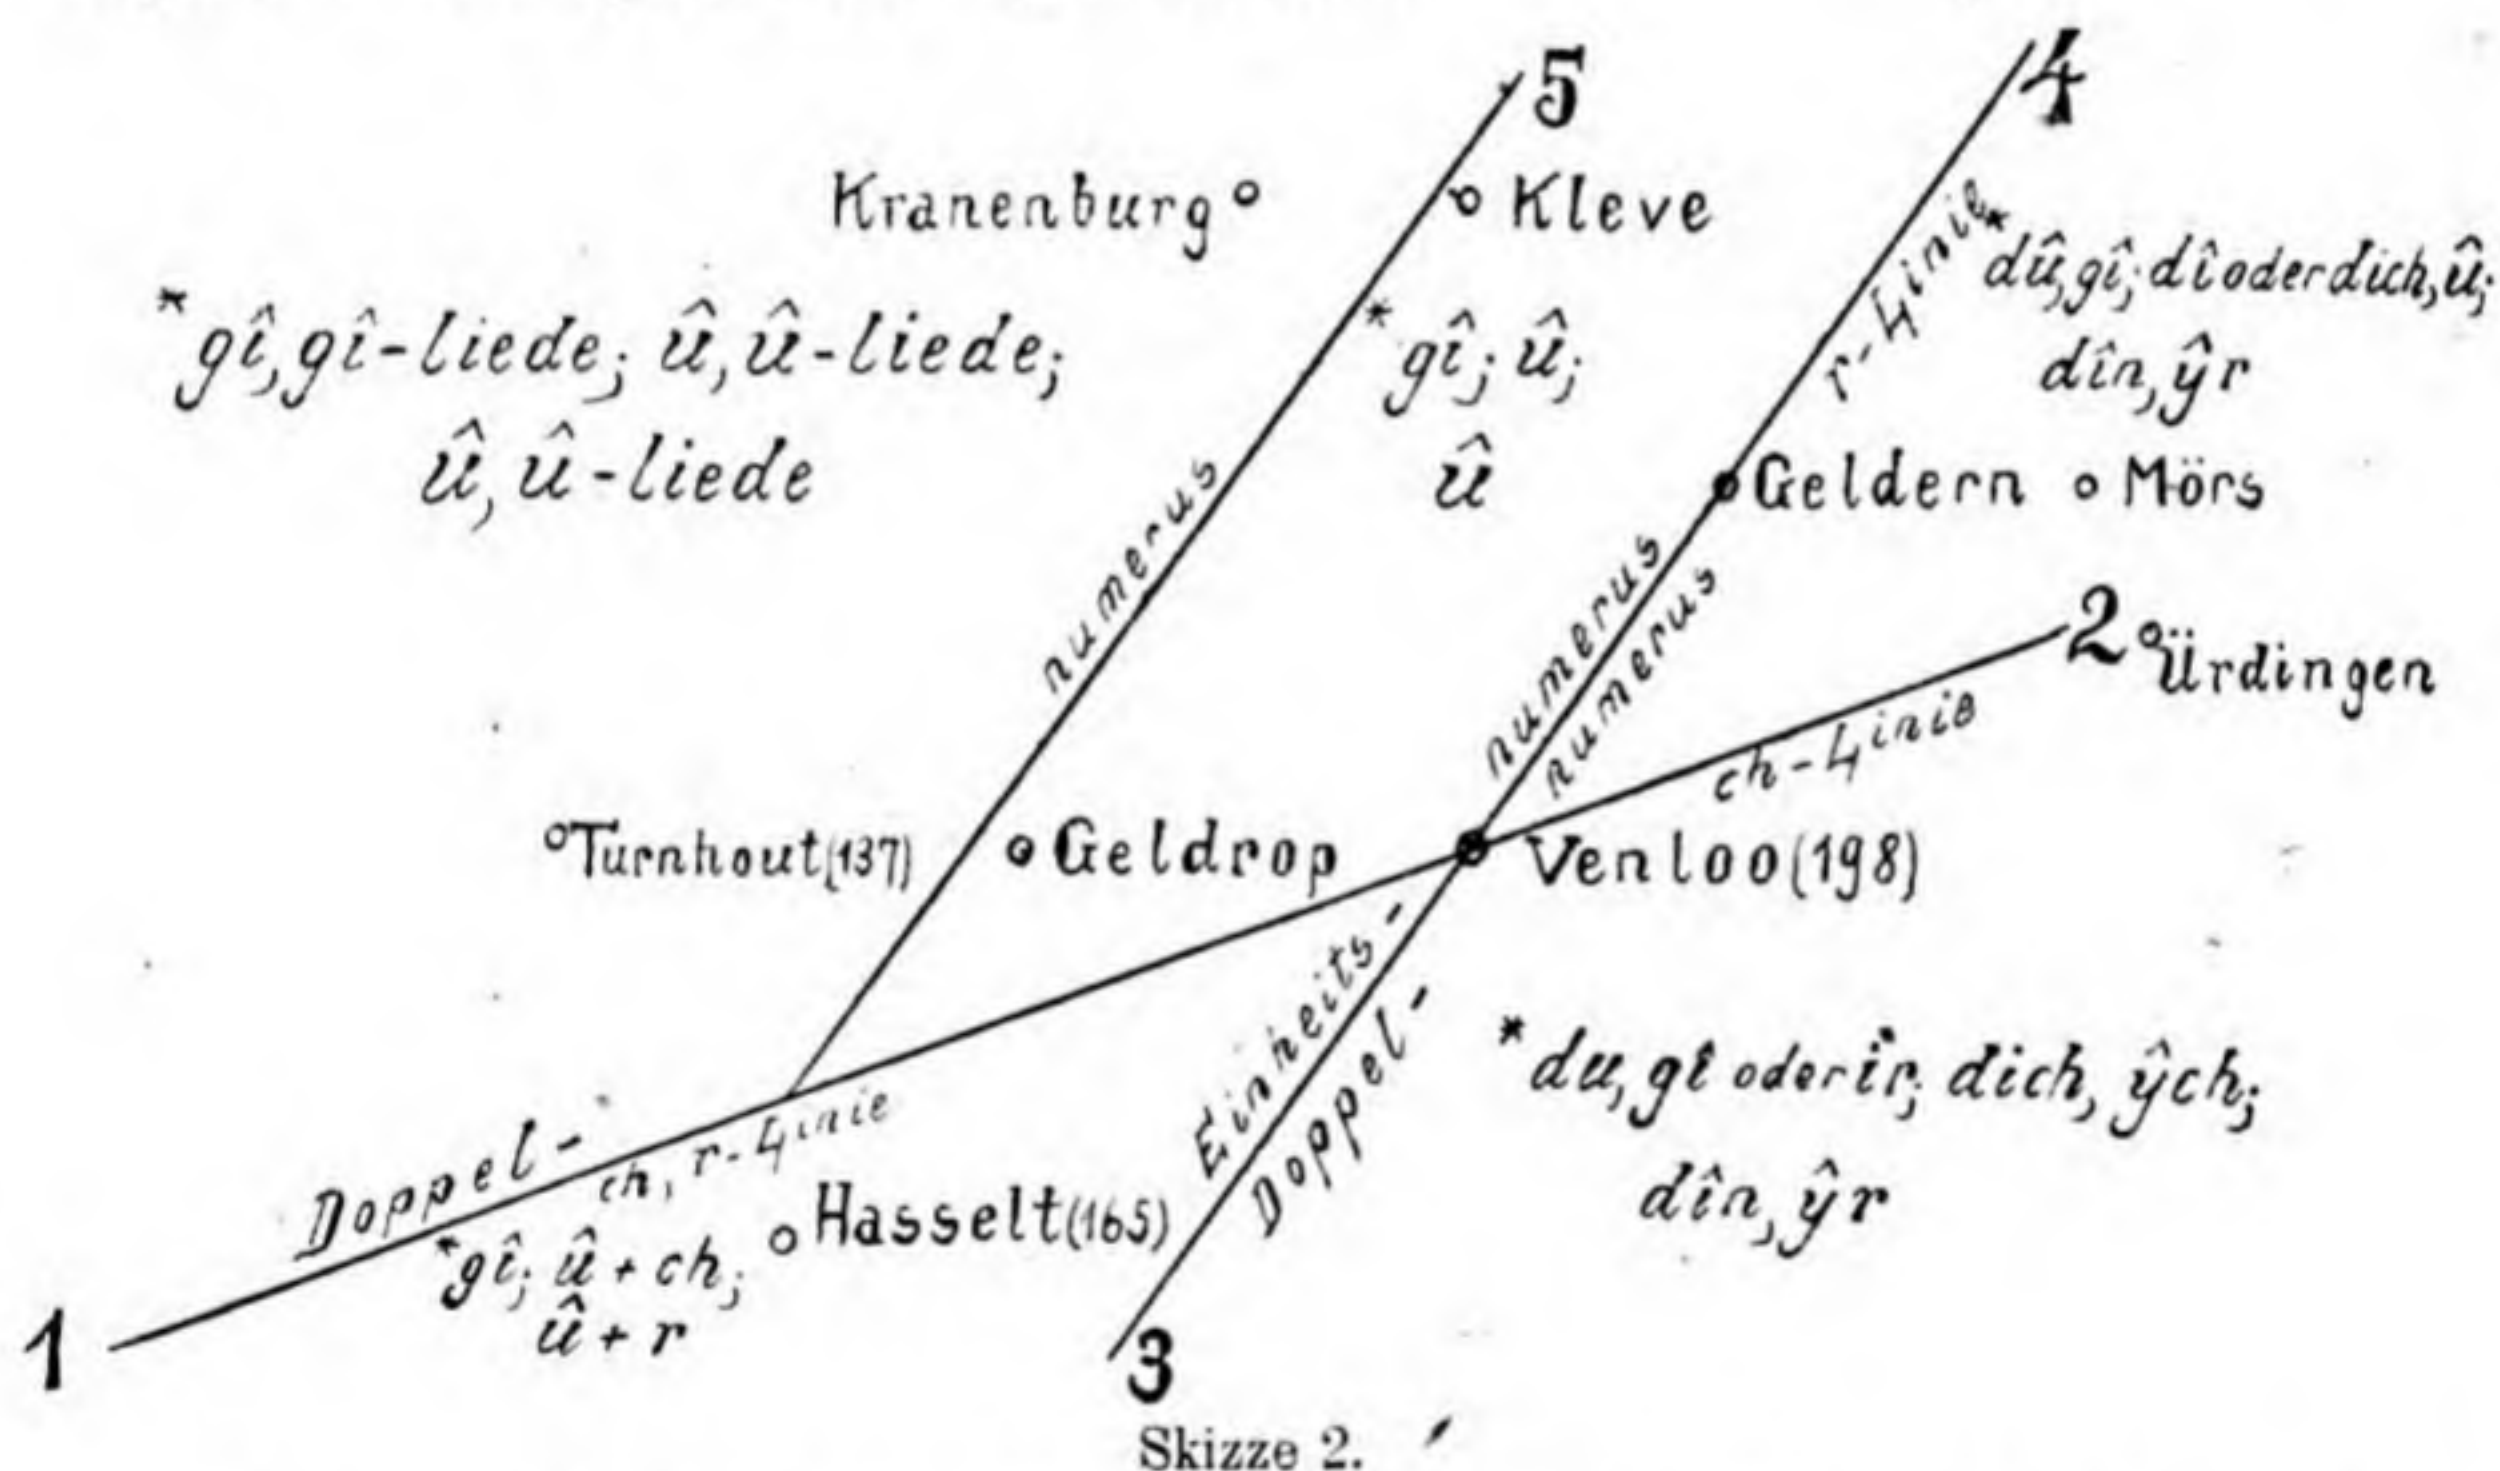 5
4
Kranenburg
Kleve
r-Linie
*dû, gî; dî oder dich, û;
dîn, ŷr
*gî, gî-liede; û, û-liede;
û, û-liede
*gî; û;
û
numerus
Geldern
Mörs
numerus
numerus
2
Ürdingen
ch-Linie
Turnhout (137)
Geldrop
Venloo (198)
Einheits-
Doppel-
*du, gî oder îr; dich, ŷch;
dîn, ŷr
Doppel-
ch, r-Linie
Hasselt (165)
*gî; û + ch;
û + r
1
3
Skizze 2.